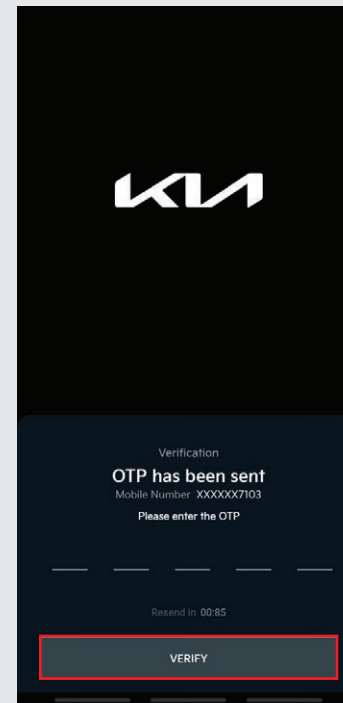 KIA
Verification
OTP has been sent
Mobile Number XXXXXX7103
Please enter the OTP
Resend in 00:85
VERIFY